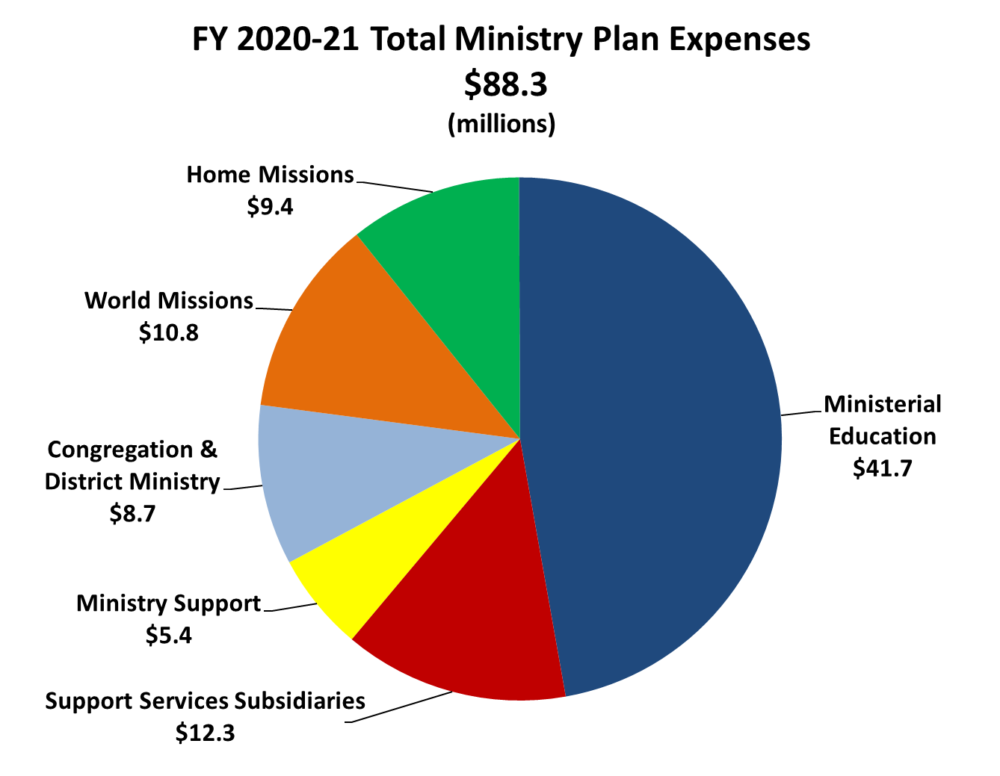 FY 2020-21 Total Ministry Plan Expenses
$88.3
(millions)
Home Missions
$9.4
World Missions
$10.8
Ministerial
Education
$41.7
Congregation &
District Ministry
$8.7
Ministry Support
$5.4
Support Services Subsidiaries
$12.3